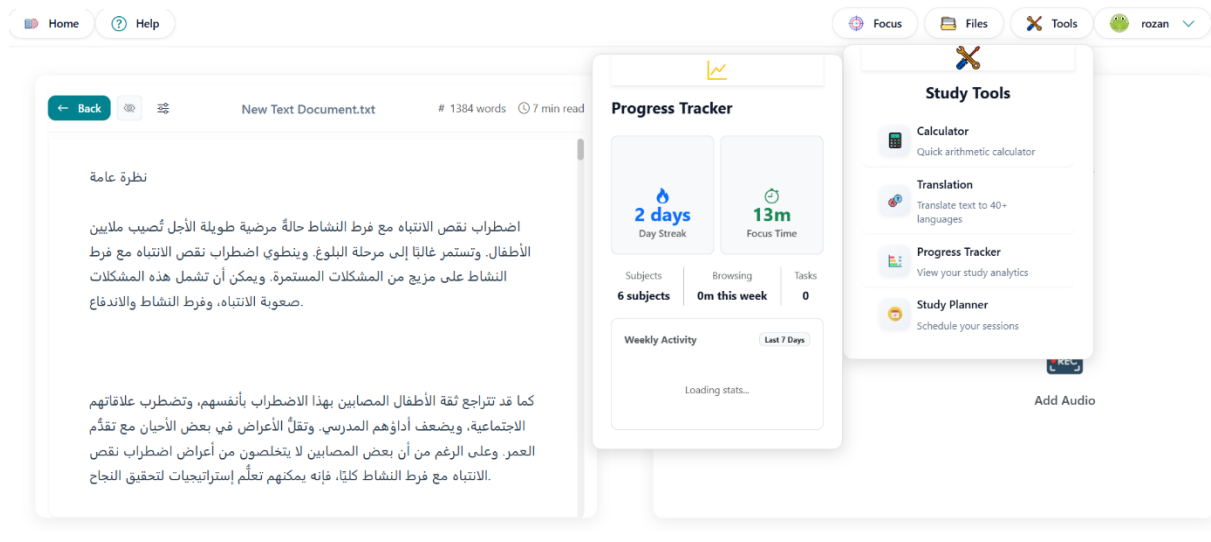 Home
Help
Focus
Files
Tools
rozan
Back
New Text Document.txt
# 1384 words
7 min read
نظرة عامة
اضطراب نقص الانتباه مع فرط النشاط حالةٌ مرضية طويلة الأجل تُصيب ملايين
الأطفال. وتستمر غالبًا إلى مرحلة البلوغ. وينطوي اضطراب نقص الانتباه مع فرط
النشاط على مزيج من المشكلات المستمرة. ويمكن أن تشمل هذه المشكلات
صعوبة الانتباه، وفرط النشاط والاندفاع.
كما قد تتراجع ثقة الأطفال المصابين بهذا الاضطراب بأنفسهم، وتضطرب علاقاتهم
الاجتماعية، ويضعف أداؤهم المدرسي. وتقلُّ الأعراض في بعض الأحيان مع تقدُّم
العمر. وعلى الرغم من أن بعض المصابين لا يتخلصون من أعراض اضطراب نقص
الانتباه مع فرط النشاط كليًا، فإنه يمكنهم تعلُّم إستراتيجيات لتحقيق النجاح.
Progress Tracker
2 days
Day Streak
13m
Focus Time
Subjects
6 subjects
Browsing
0m this week
Tasks
0
Weekly Activity
Last 7 Days
Loading stats...
Study Tools
Calculator
Quick arithmetic calculator
Translation
Translate text to 40+
languages
Progress Tracker
View your study analytics
Study Planner
Schedule your sessions
REC
Add Audio